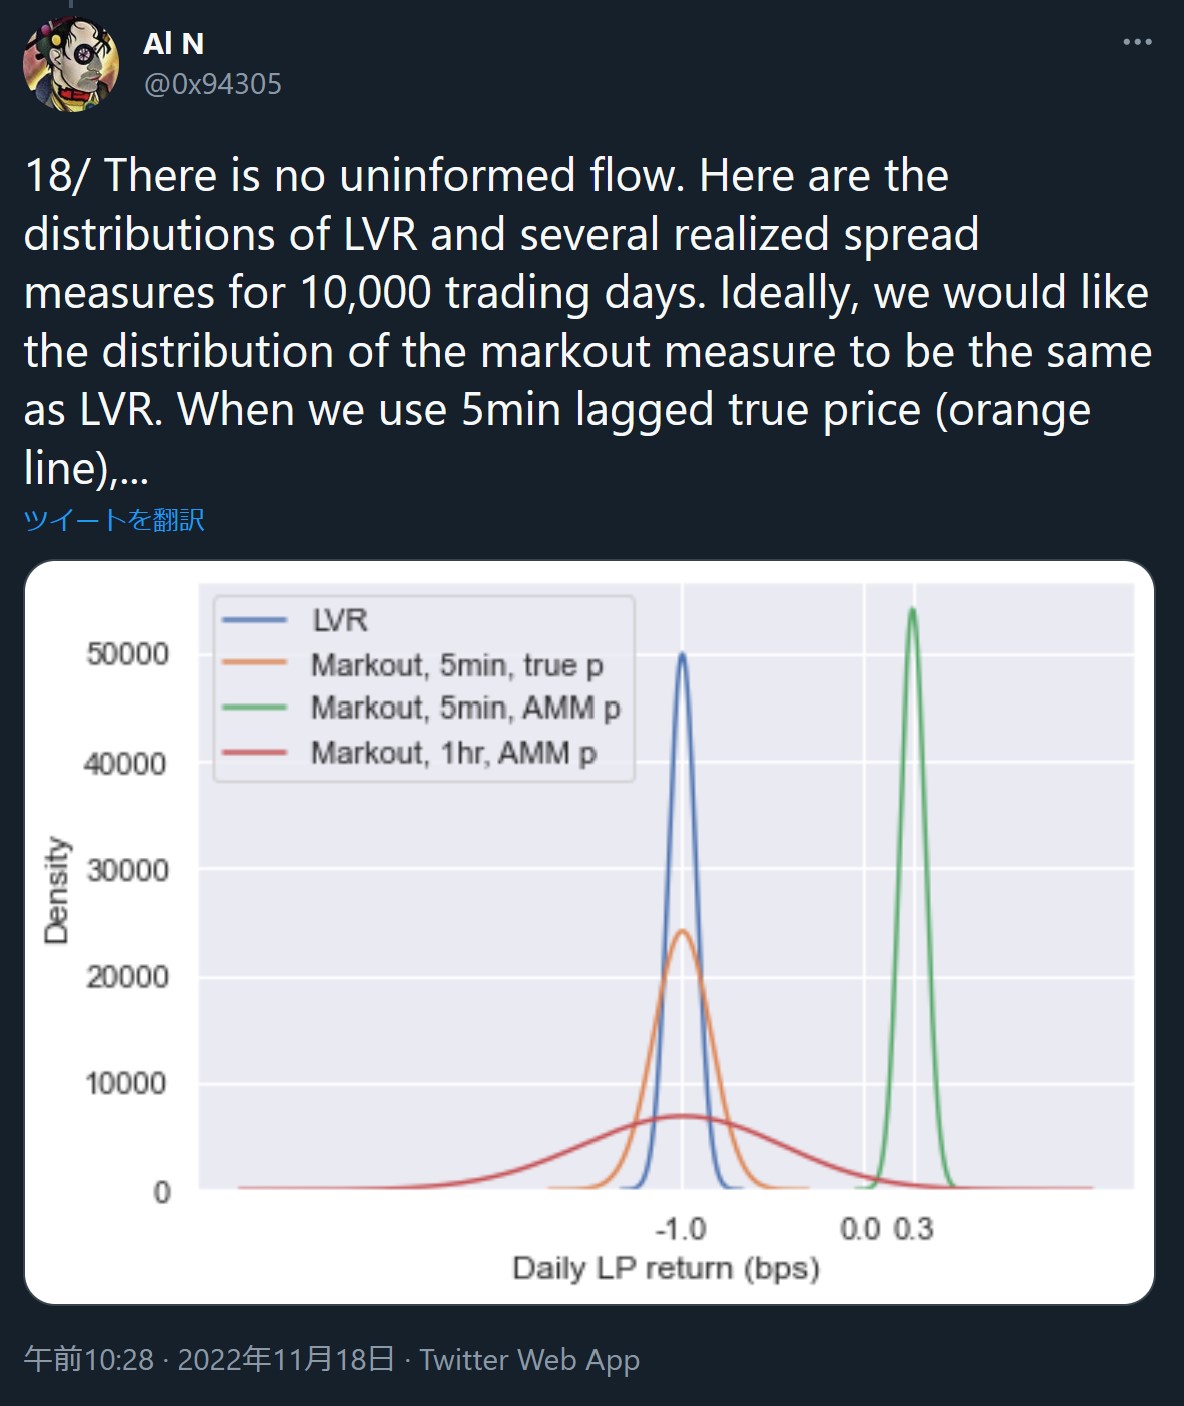 Al N
@0x94305
18/ There is no uninformed flow. Here are the
distributions of LVR and several realized spread
measures for 10,000 trading days. Ideally, we would like
the distribution of the markout measure to be the same
as LVR. When we use 5min lagged true price (orange
line),...
ツイートを翻訳
LVR
Markout, 5min, true p
Markout, 5min, AMM p
Markout, 1hr, AMM p
50000
40000
30000
20000
10000
0
Density
-1.0 0.0 0.3
Daily LP return (bps)
午前10:28 · 2022年11月18日 · Twitter Web App